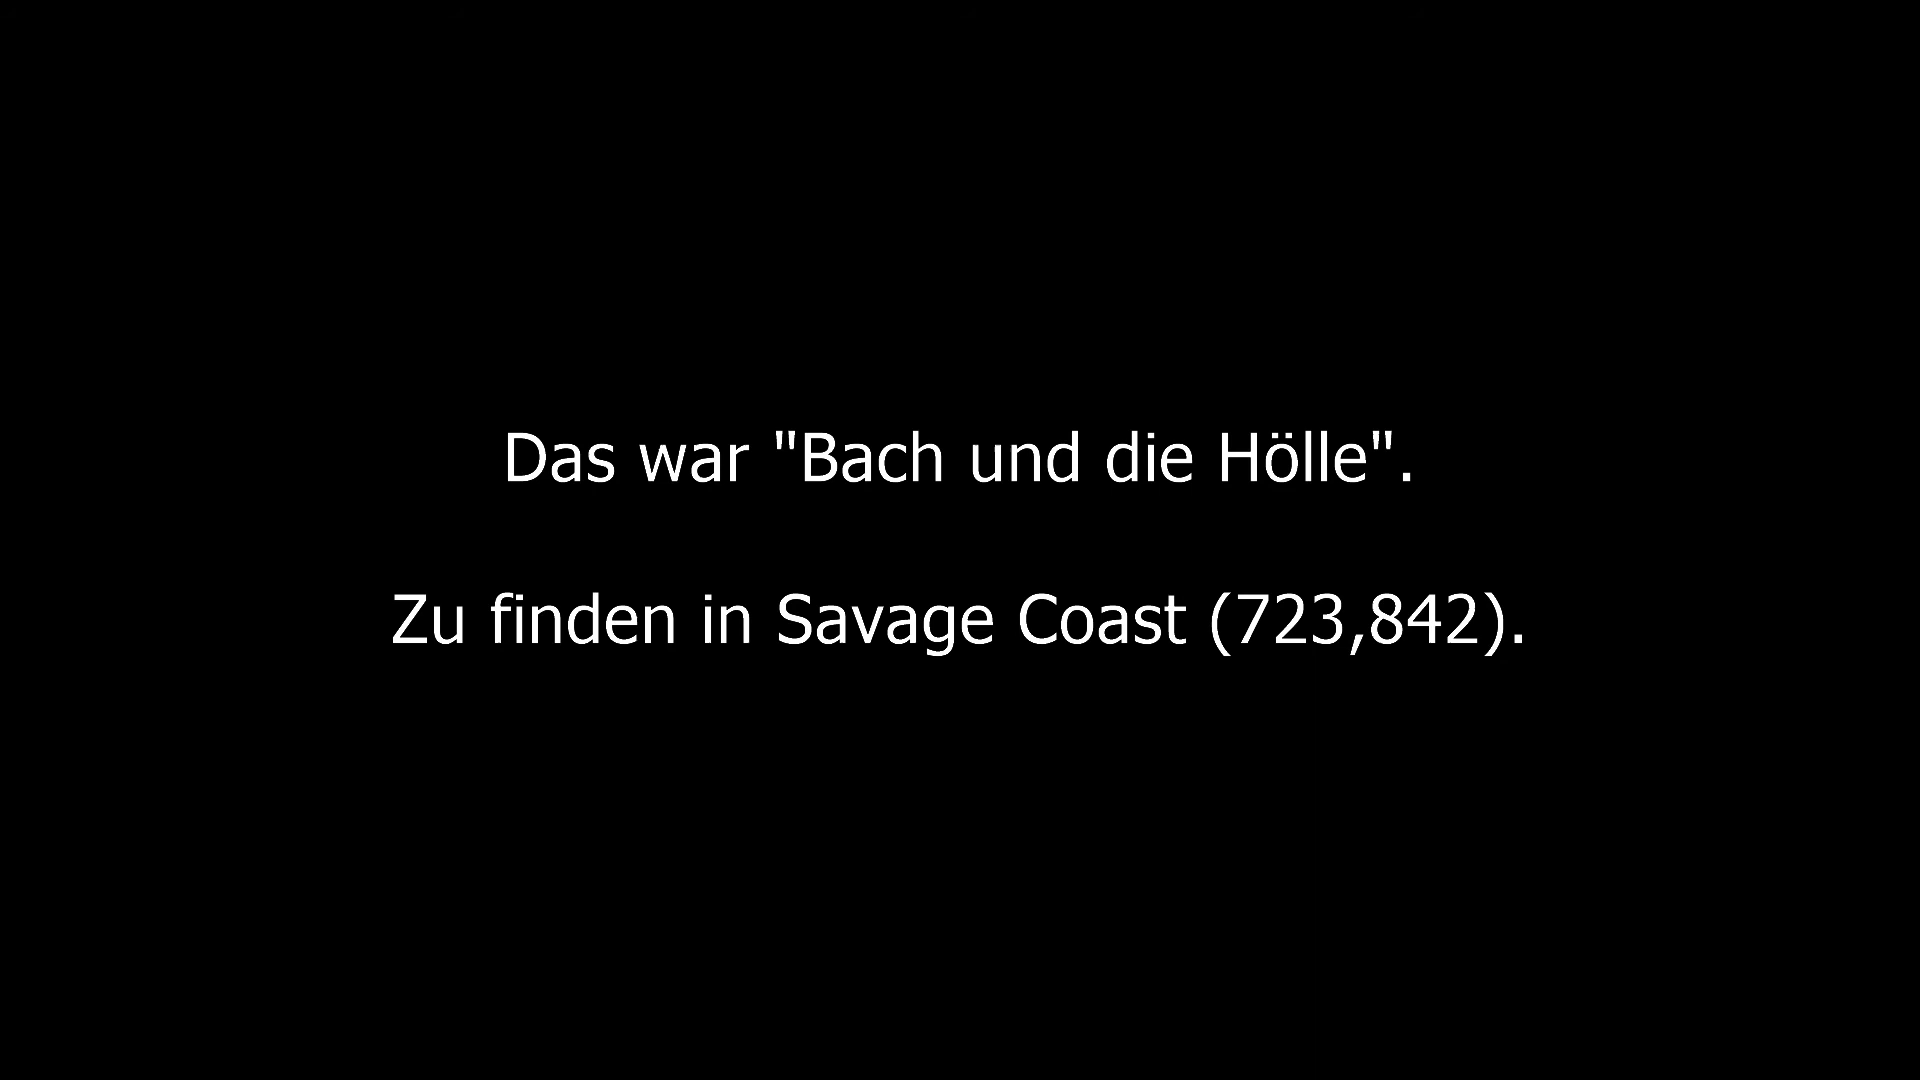 Das war "Bach und die Hölle".
Zu finden in Savage Coast (723,842).